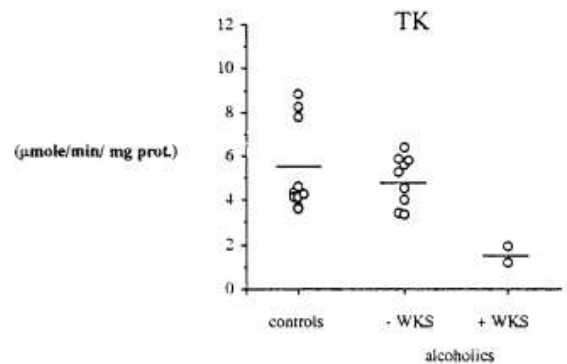 TK
12
10
8
(μmole/min/ mg prot.)
6
4
2
0
controls - WKS + WKS
alcoholics